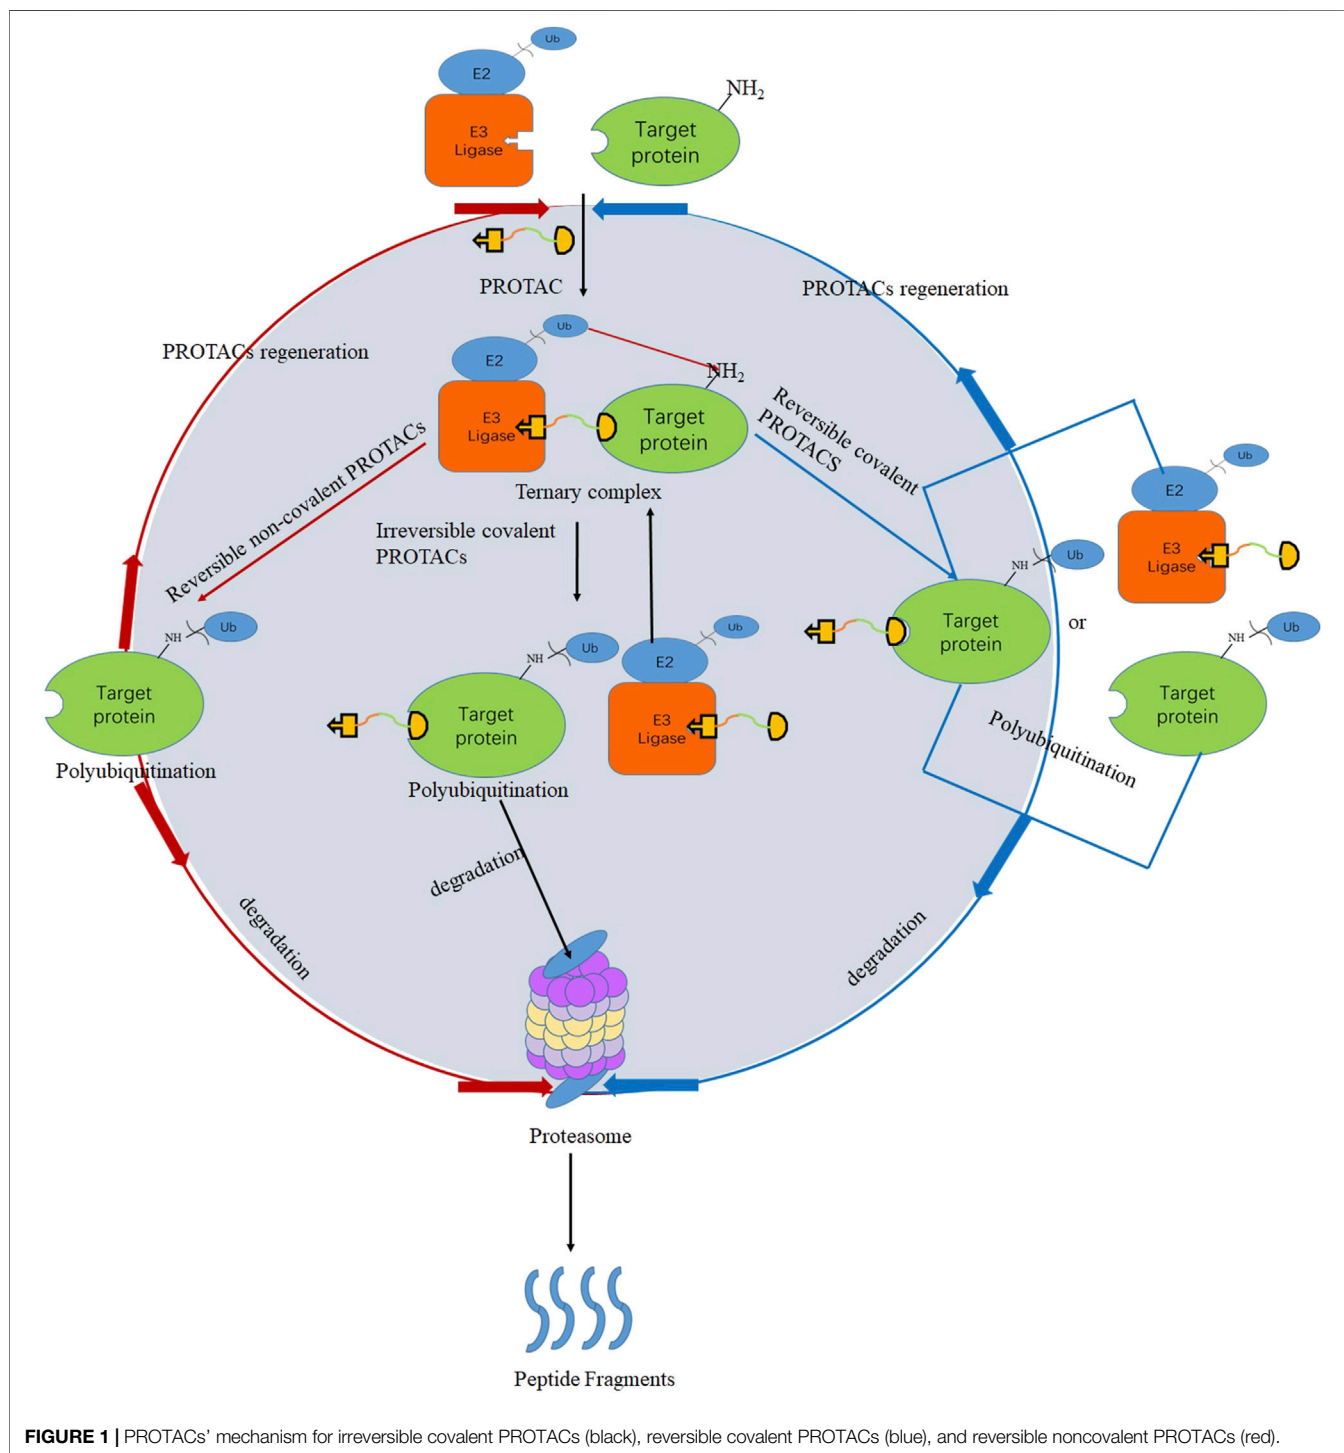 Ub
E2
E3
Ligase
NH2
Target
protein
PROTAC
PROTACs regeneration
PROTACs regeneration
Ub
E2
NH2
E3
Ligase
Target
protein
Ternary complex
Reversible non-covalent PROTACs
Irreversible covalent
PROTACs
Reversible covalent
PROTACS
Ub
E2
E3
Ligase
NH
Ub
Target
protein
or
NH
Ub
Target
protein
Polyubiquitination
NH
Ub
Target
protein
Polyubiquitination
NH
Ub
Target
protein
Polyubiquitination
Ub
E2
E3
Ligase
degradation
degradation
degradation
Proteasome
Peptide Fragments
FIGURE 1 | PROTACs’ mechanism for irreversible covalent PROTACs (black), reversible covalent PROTACs (blue), and reversible noncovalent PROTACs (red).